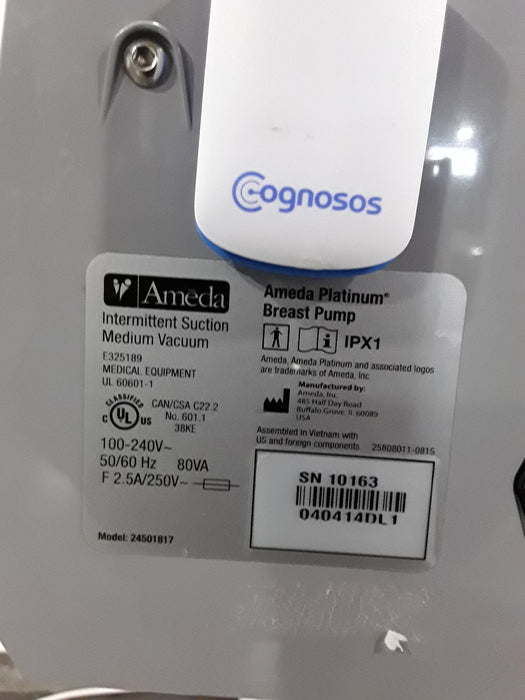 Cognosos
Amēda
Intermittent Suction
Medium Vacuum
E325189
MEDICAL EQUIPMENT
UL 60601-1
CLASSIFIED
C UL US
CAN/CSA C22.2
No. 601.1
38KE
100-240V~
50/60 Hz 80VA
F 2.5A/250V~
Model: 24501817
Ameda Platinum®
Breast Pump
IPX1
Ameda, Ameda Platinum and associated logos
are trademarks of Ameda, Inc.
Manufactured by:
Ameda, Inc.
485 Half Day Road
Buffalo Grove, IL 60089
USA
Assembled in Vietnam with
US and foreign components. 25808011-0815
SN 10163
040414DL1